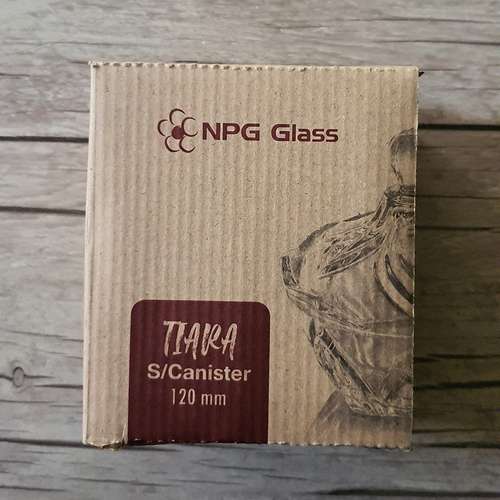 NPG Glass
TIARA
S/Canister
120 mm